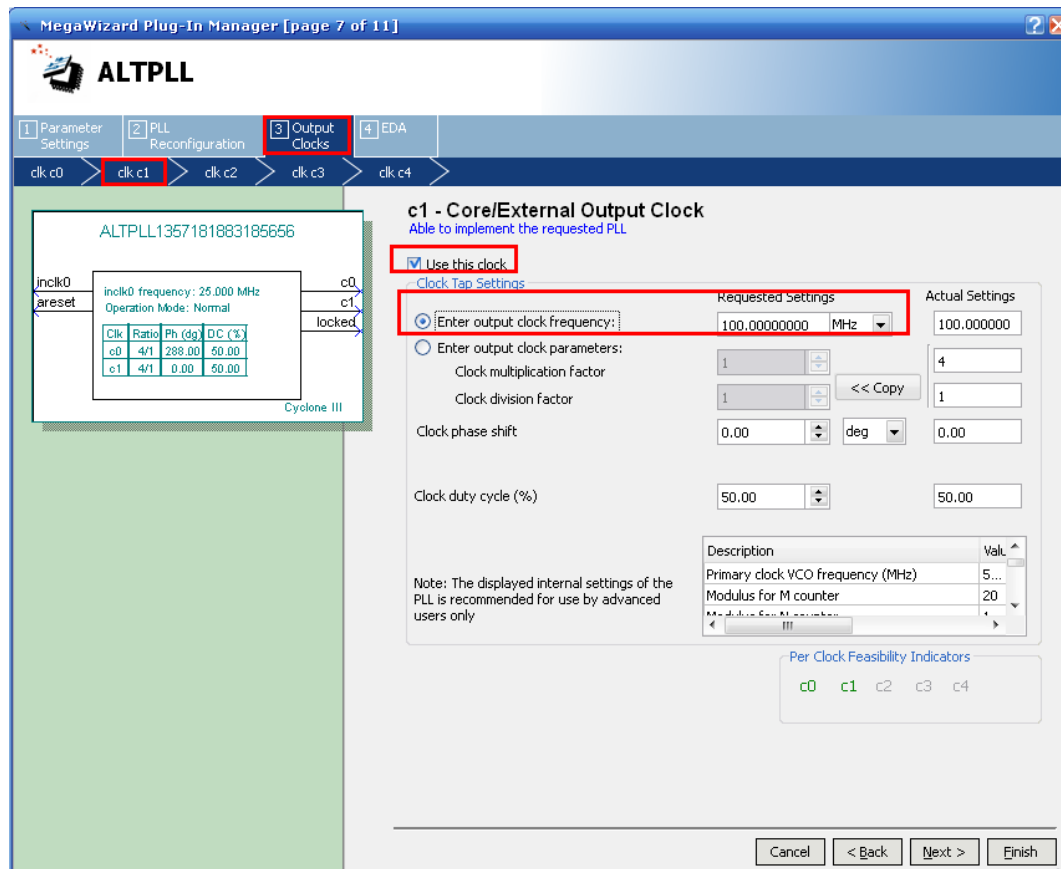 MegaWizard Plug-In Manager [page 7 of 11]
ALTPLL
1 Parameter Settings
2 PLL Reconfiguration
3 Output Clocks
4 EDA
clk c0
clk c1
clk c2
clk c3
clk c4
ALTPLL1357181883185656
inclk0
areset
c0
c1
locked
inclk0 frequency: 25.000 MHz
Operation Mode: Normal
Clk Ratio Ph (dg) DC (%)
c0 4/1 288.00 50.00
c1 4/1 0.00 50.00
Cyclone III
c1 - Core/External Output Clock
Able to implement the requested PLL
Use this clock
Clock Tap Settings
Requested Settings
Actual Settings
Enter output clock frequency:
100.00000000 MHz
100.000000
Enter output clock parameters:
Clock multiplication factor
1
<< Copy
4
Clock division factor
1
1
Clock phase shift
0.00
deg
0.00
Clock duty cycle (%)
50.00
50.00
Note: The displayed internal settings of the
PLL is recommended for use by advanced
users only
Description
Primary clock VCO frequency (MHz) 5...
Modulus for M counter 20
Per Clock Feasibility Indicators
c0 c1 c2 c3 c4
Cancel
< Back
Next >
Finish